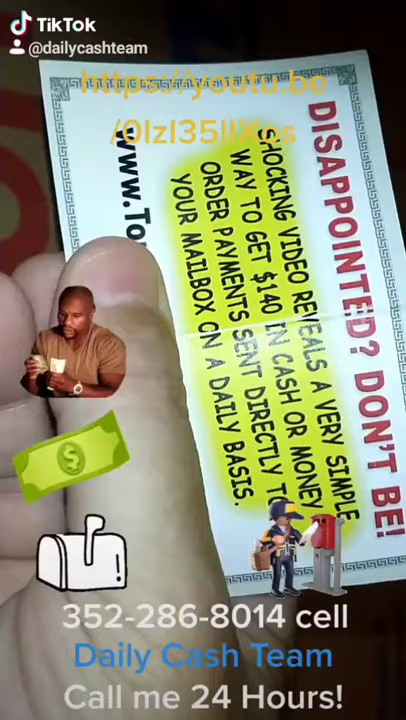 TikTok
@dailycashteam
https://youtu.be
DISAPPOINTED? DON'T BE!
SHOCKING VIDEO REVEALS A VERY SIMPLE
WAY TO GET $140 IN CASH OR MONEY
ORDER PAYMENTS SENT DIRECTLY TO
YOUR MAILBOX ON A DAILY BASIS.
352-286-8014 cell
Daily Cash Team
Call me 24 Hours!